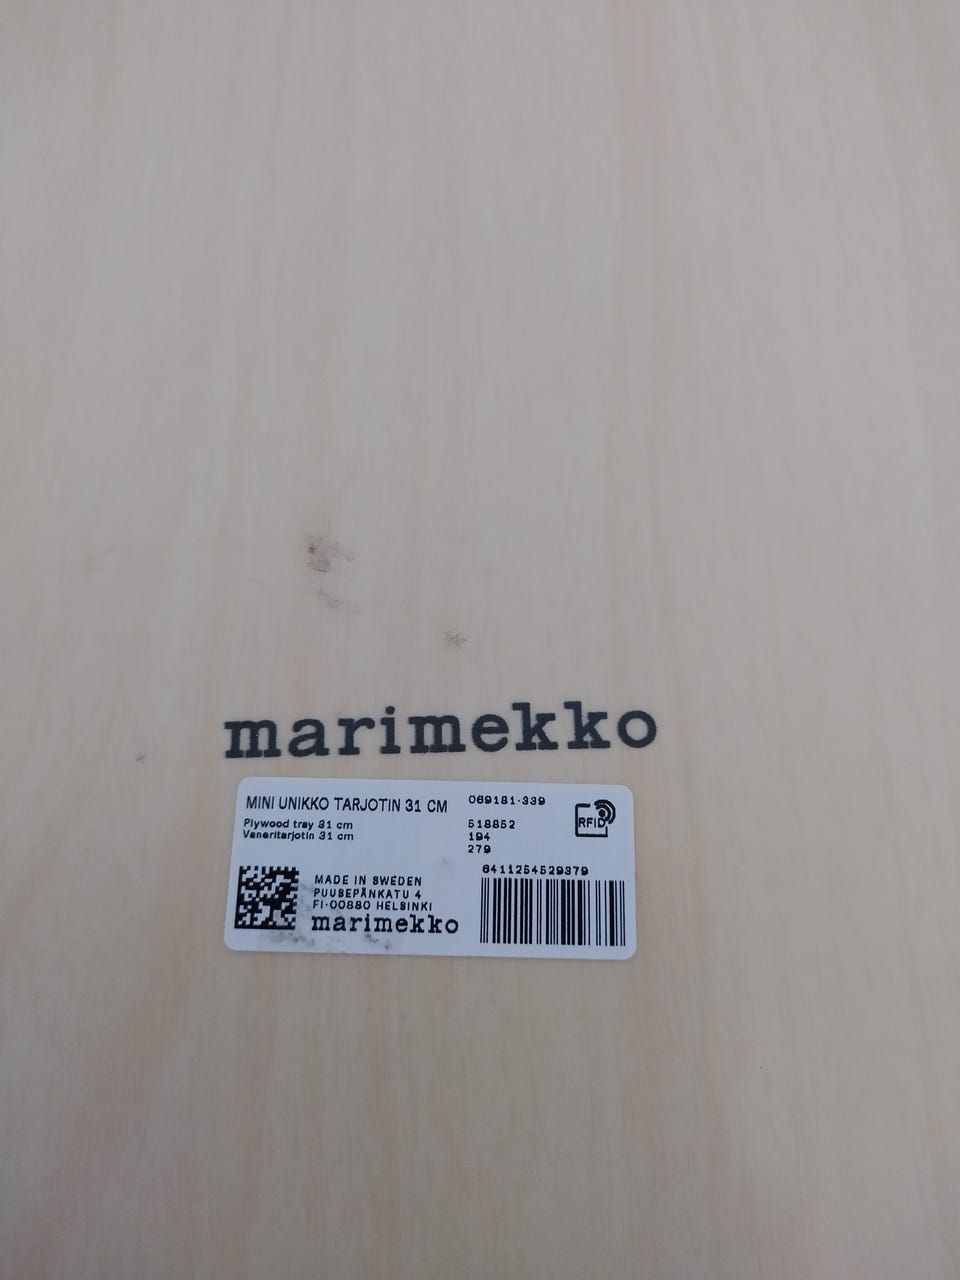 marimekko
MINI UNIKKO TARJOTIN 31 CM
Plywood tray 31 cm
Vaneritarjotin 31 cm
069181-339
518852
194
279
RFID
6411254529379
MADE IN SWEDEN
PUUSEPÄNKATU 4
FI-00880 HELSINKI
marimekko